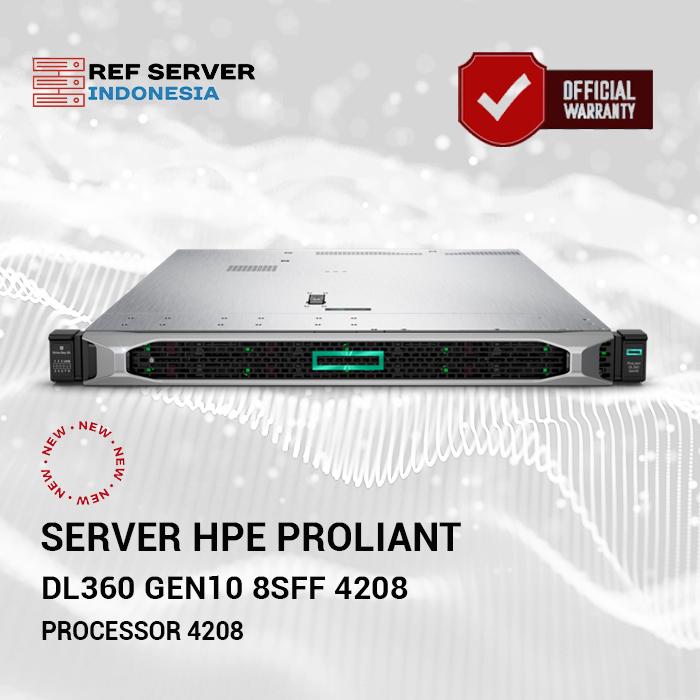 REF SERVER
INDONESIA
OFFICIAL
WARRANTY
NEW • NEW • NEW • NEW • NEW •
SERVER HPE PROLIANT
DL360 GEN10 8SFF 4208
PROCESSOR 4208